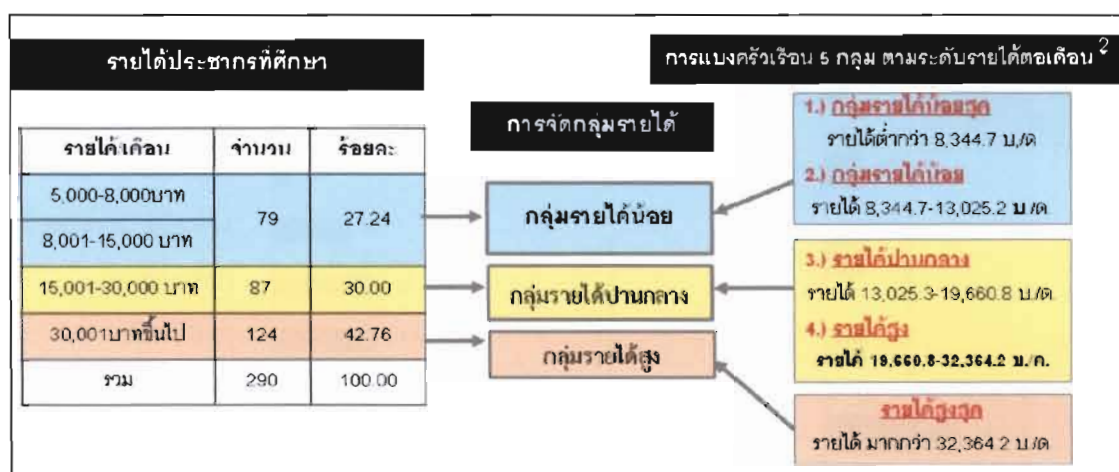 รายได้ประชากรที่ศึกษา
รายได้/เดือน จำนวน ร้อยละ
5,000-8,000บาท
79 27.24
8,001-15,000 บาท
15,001-30,000 บาท 87 30.00
30,001บาทขึ้นไป 124 42.76
รวม 290 100.00
การจัดกลุ่มรายได้
กลุ่มรายได้น้อย
กลุ่มรายได้ปานกลาง
กลุ่มรายได้สูง
การแบงครัวเรือน 5 กลุม ตามระดับรายได้ตอเดือน 2
1.) กลุ่มรายได้น้อยสุด
รายได้ต่ำกว่า 8,344.7 บ./ด
2.) กลุ่มรายได้น้อย
รายได้ 8,344.7-13,025.2 บ./ด.
3.) รายได้ปานกลาง
รายได้ 13,025.3-19,660.8 บ./ด.
4.) รายได้สูง
รายได้ 19,660.8-32,364.2 บ./ด.
รายได้สูงสุด
รายได้ มากกว่า 32,364.2 บ./ด